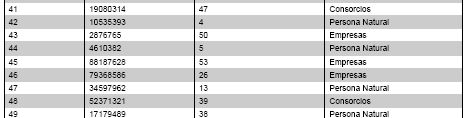 41 19080314 47 Consorcios
42 10535393 4 Persona Natural
43 2876765 50 Empresas
44 4610382 5 Persona Natural
45 88187628 53 Empresas
46 79368586 26 Empresas
47 34597962 13 Persona Natural
48 52371321 39 Consorcios
49 17179489 38 Persona Natural